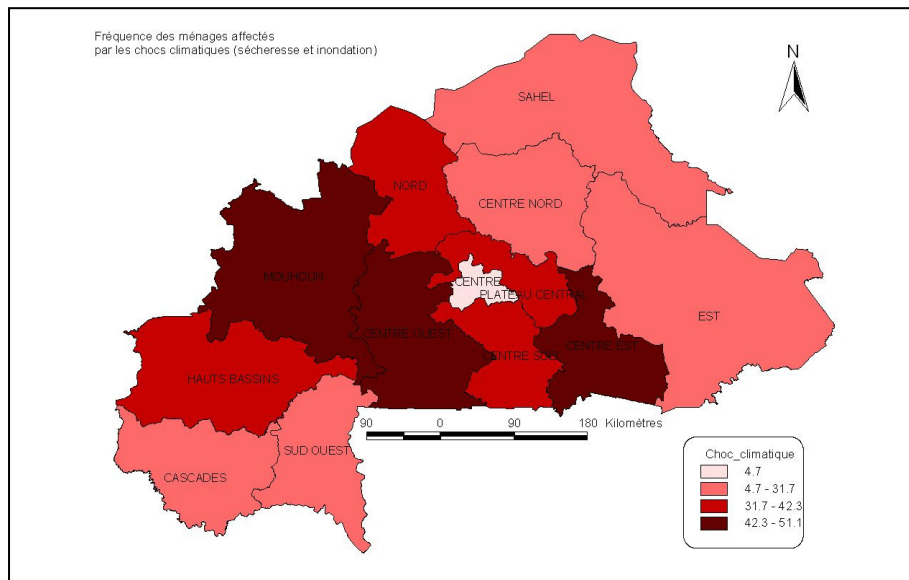 Fréquence des ménages affectés
par les chocs climatiques (sécheresse et inondation)
N
SAHEL
NORD
CENTRE NORD
MOUHOUN
CENTRE
PLATEAU CENTRAL
EST
CENTRE OUEST
CENTRE SUD
CENTRE EST
HAUTS BASSINS
SUD OUEST
CASCADES
90 0 90 180 Kilométres
Choc_climatique
4.7
4.7 - 31.7
31.7 - 42.3
42.3 - 51.1